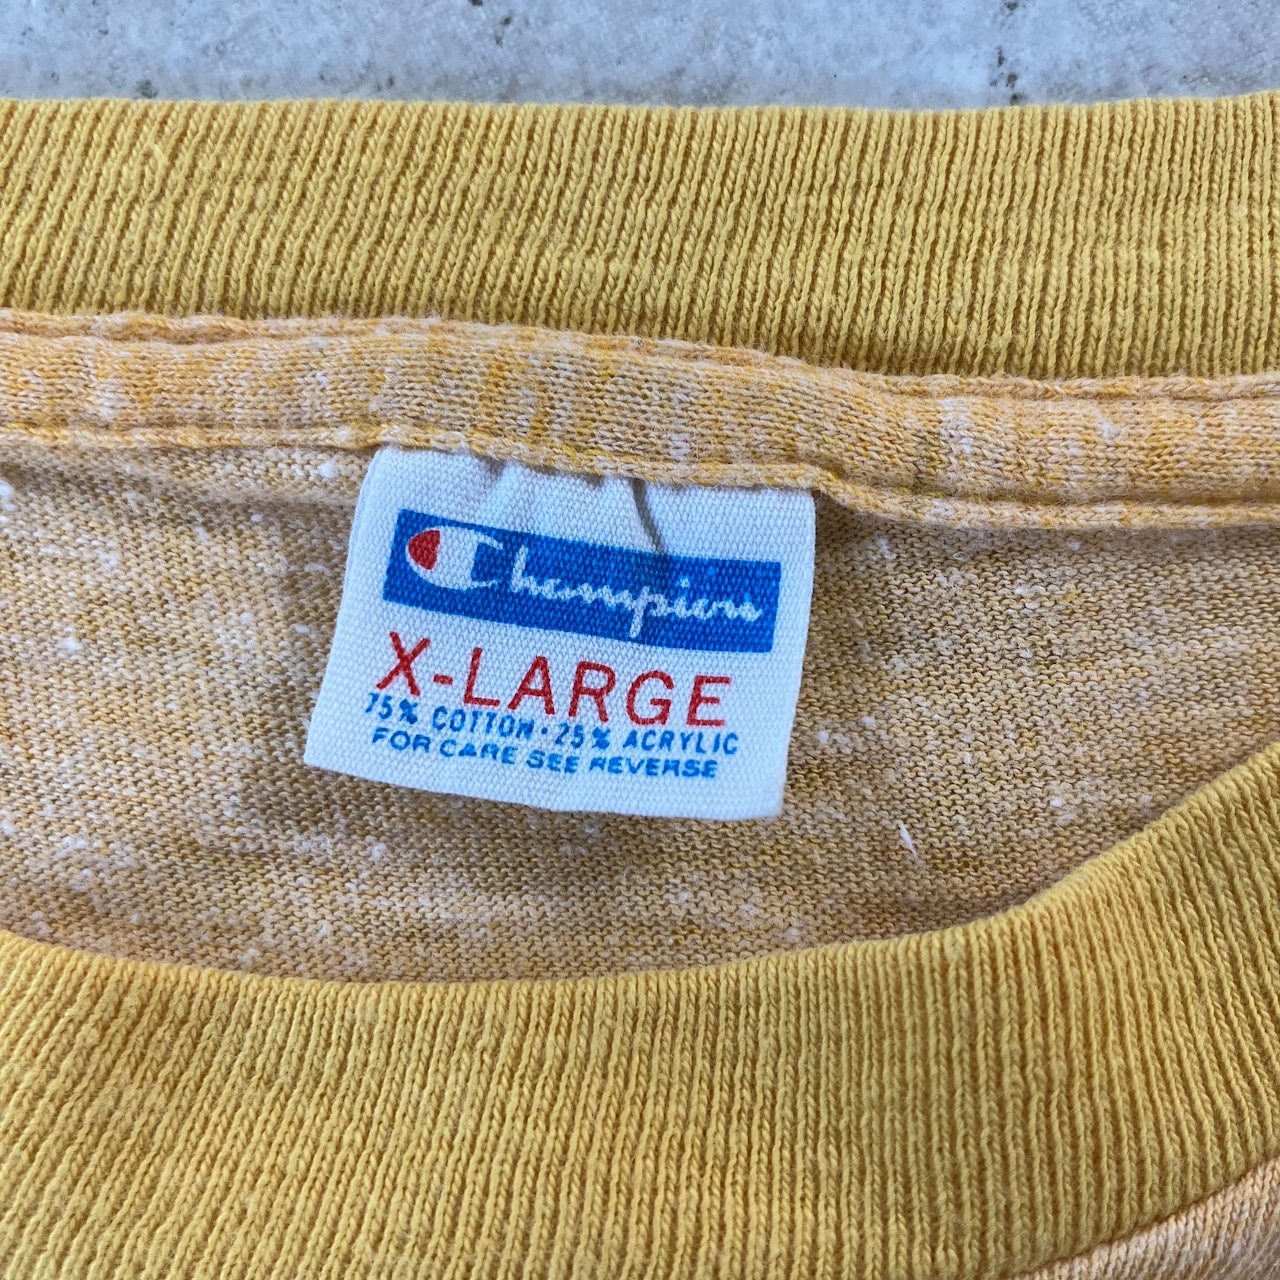 Champion
X-LARGE
75% COTTON·25% ACRYLIC
FOR CARE SEE REVERSE